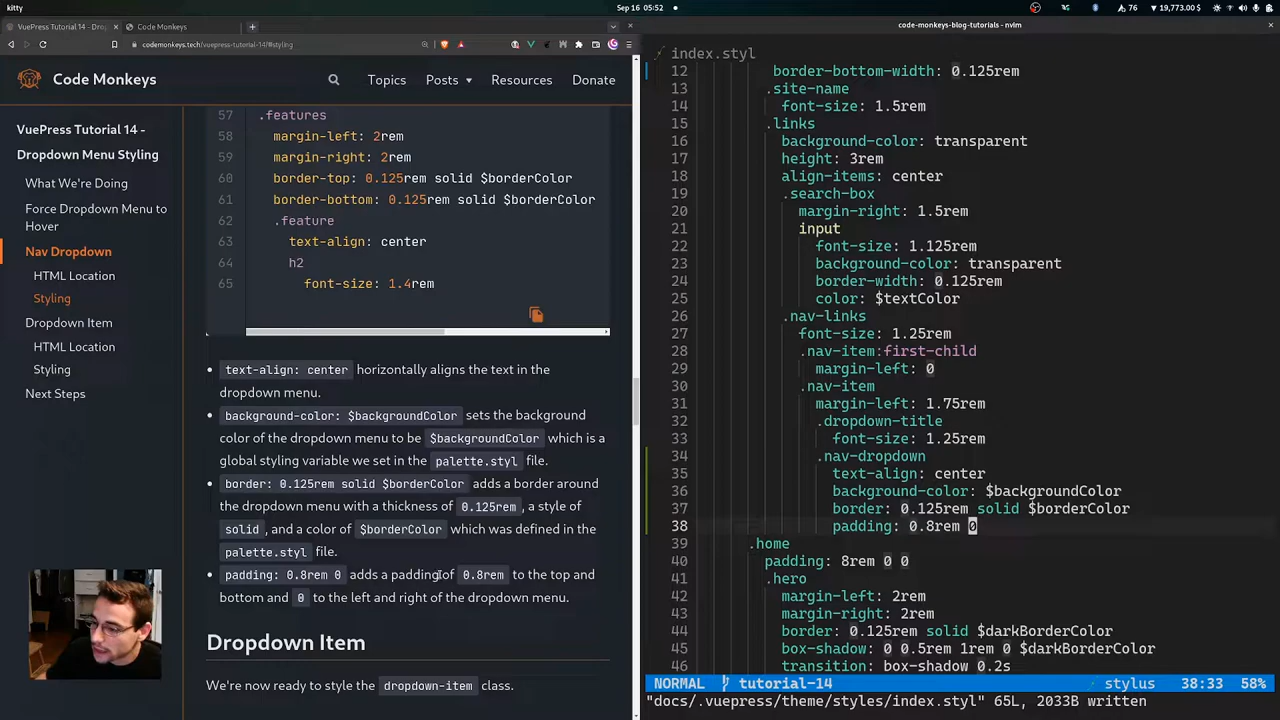 kitty
Sep 16 05:52
76
19,773.00
VuePress Tutorial 14 - Dro
Code Monkeys
code-monkeys-blog-tutorials - nvim
codemonkeys.tech/vuepress-tutorial-14/#styling
Code Monkeys
Topics
Posts
Resources
Donate
VuePress Tutorial 14 -
Dropdown Menu Styling
What We're Doing
Force Dropdown Menu to
Hover
Nav Dropdown
HTML Location
Styling
Dropdown Item
HTML Location
Styling
Next Steps
57 .features
58 margin-left: 2rem
59 margin-right: 2rem
60 border-top: 0.125rem solid $borderColor
61 border-bottom: 0.125rem solid $borderColor
62 .feature
63 text-align: center
64 h2
65 font-size: 1.4rem
text-align: center horizontally aligns the text in the
dropdown menu.
background-color: $backgroundColor sets the background
color of the dropdown menu to be $backgroundColor which is a
global styling variable we set in the palette.styl file.
border: 0.125rem solid $borderColor adds a border around
the dropdown menu with a thickness of 0.125rem , a style of
solid , and a color of $borderColor which was defined in the
palette.styl file.
padding: 0.8rem 0 adds a padding of 0.8rem to the top and
bottom and 0 to the left and right of the dropdown menu.
Dropdown Item
We're now ready to style the dropdown-item class.
index.styl
12 border-bottom-width: 0.125rem
13 .site-name
14 font-size: 1.5rem
15 .links
16 background-color: transparent
17 height: 3rem
18 align-items: center
19 .search-box
20 margin-right: 1.5rem
21 input
22 font-size: 1.125rem
23 background-color: transparent
24 border-width: 0.125rem
25 color: $textColor
26 .nav-links
27 font-size: 1.25rem
28 .nav-item:first-child
29 margin-left: 0
30 .nav-item
31 margin-left: 1.75rem
32 .dropdown-title
33 font-size: 1.25rem
34 .nav-dropdown
35 text-align: center
36 background-color: $backgroundColor
37 border: 0.125rem solid $borderColor
38 padding: 0.8rem 0
39 .home
40 padding: 8rem 0 0
41 .hero
42 margin-left: 2rem
43 margin-right: 2rem
44 border: 0.125rem solid $darkBorderColor
45 box-shadow: 0 0.5rem 1rem 0 $darkBorderColor
46 transition: box-shadow 0.2s
NORMAL tutorial-14 stylus 38:33 58%
"docs/.vuepress/theme/styles/index.styl" 65L, 2033B written